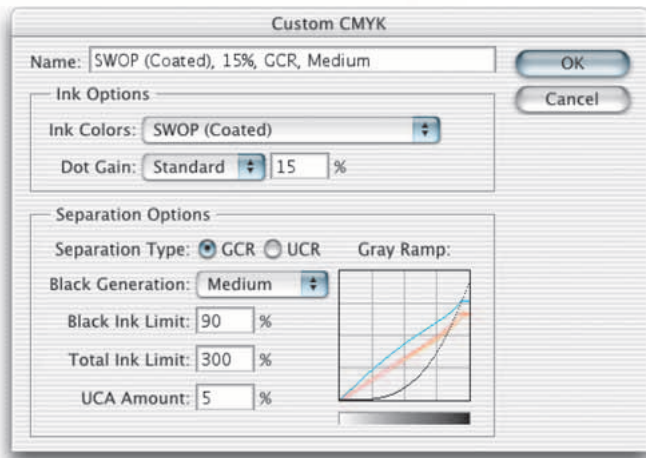 Custom CMYK
Name: SWOP (Coated), 15%, GCR, Medium
OK
Cancel
Ink Options
Ink Colors: SWOP (Coated)
Dot Gain: Standard 15 %
Separation Options
Separation Type: GCR UCR Gray Ramp:
Black Generation: Medium
Black Ink Limit: 90 %
Total Ink Limit: 300 %
UCA Amount: 5 %